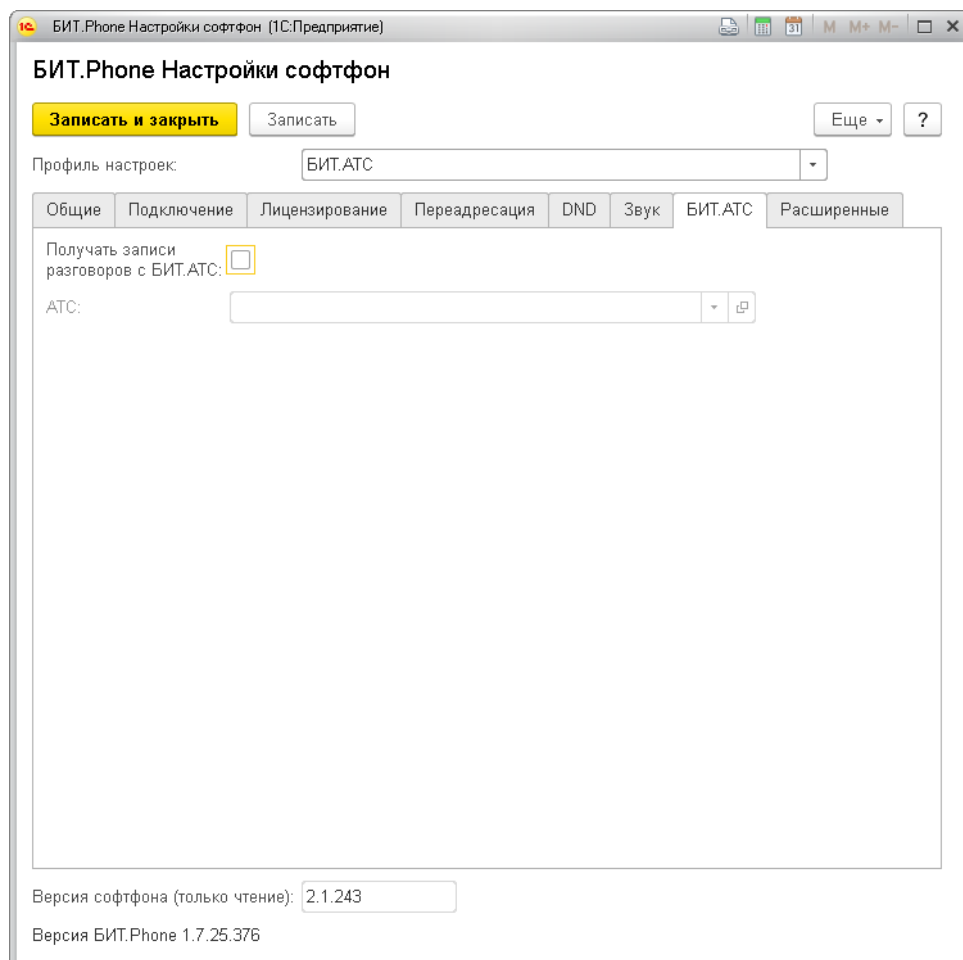 БИТ.Phone Настройки софтфон (1С:Предприятие)
M M+ M-
БИТ.Phone Настройки софтфон
Записать и закрыть Записать Еще ?
Профиль настроек: БИТ.АТС
Общие Подключение Лицензирование Переадресация DND Звук БИТ.АТС Расширенные
Получать записи
разговоров с БИТ.АТС:
АТС:
Версия софтфона (только чтение): 2.1.243
Версия БИТ.Phone 1.7.25.376